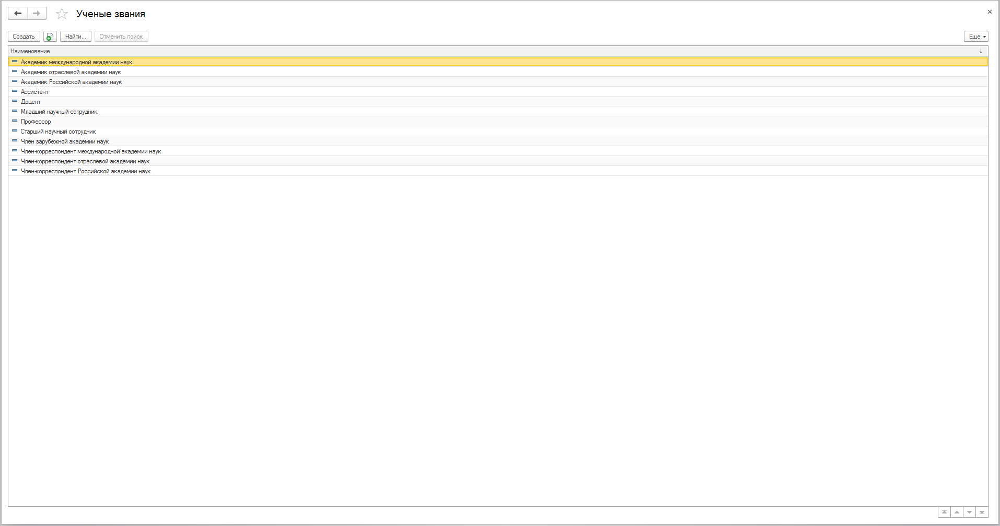 Ученые звания
Создать Найти... Отменить поиск Еще
Наименование
Академик международной академии наук
Академик отраслевой академии наук
Академик Российской академии наук
Ассистент
Доцент
Младший научный сотрудник
Профессор
Старший научный сотрудник
Член зарубежной академии наук
Член-корреспондент международной академии наук
Член-корреспондент отраслевой академии наук
Член-корреспондент Российской академии наук